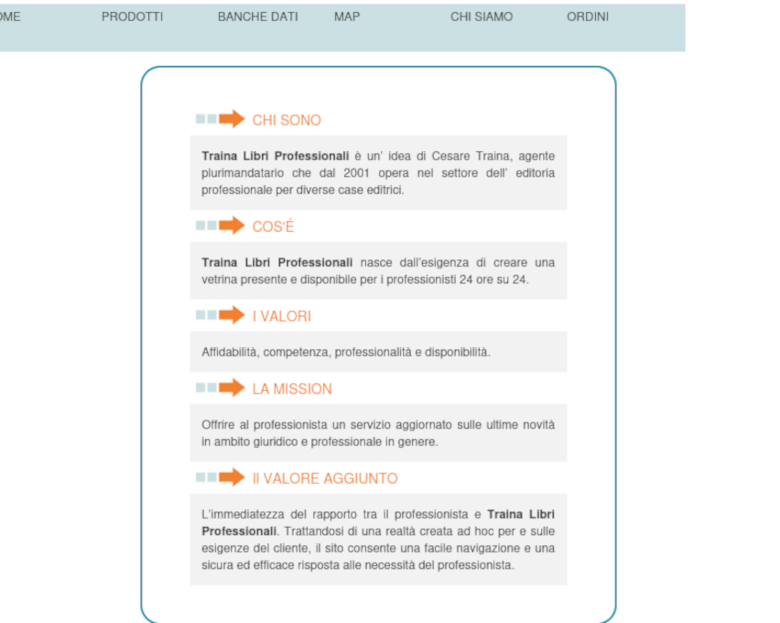 OME PRODOTTI BANCHE DATI MAP CHI SIAMO ORDINI
CHI SONO
Traina Libri Professionali è un' idea di Cesare Traina, agente
plurimandatario che dal 2001 opera nel settore dell' editoria
professionale per diverse case editrici.
COS'É
Traina Libri Professionali nasce dall'esigenza di creare una
vetrina presente e disponibile per i professionisti 24 ore su 24.
I VALORI
Affidabilità, competenza, professionalità e disponibilità.
LA MISSION
Offrire al professionista un servizio aggiornato sulle ultime novità
in ambito giuridico e professionale in genere.
Il VALORE AGGIUNTO
L'immediatezza del rapporto tra il professionista e Traina Libri
Professionali. Trattandosi di una realtà creata ad hoc per e sulle
esigenze del cliente, il sito consente una facile navigazione e una
sicura ed efficace risposta alle necessità del professionista.